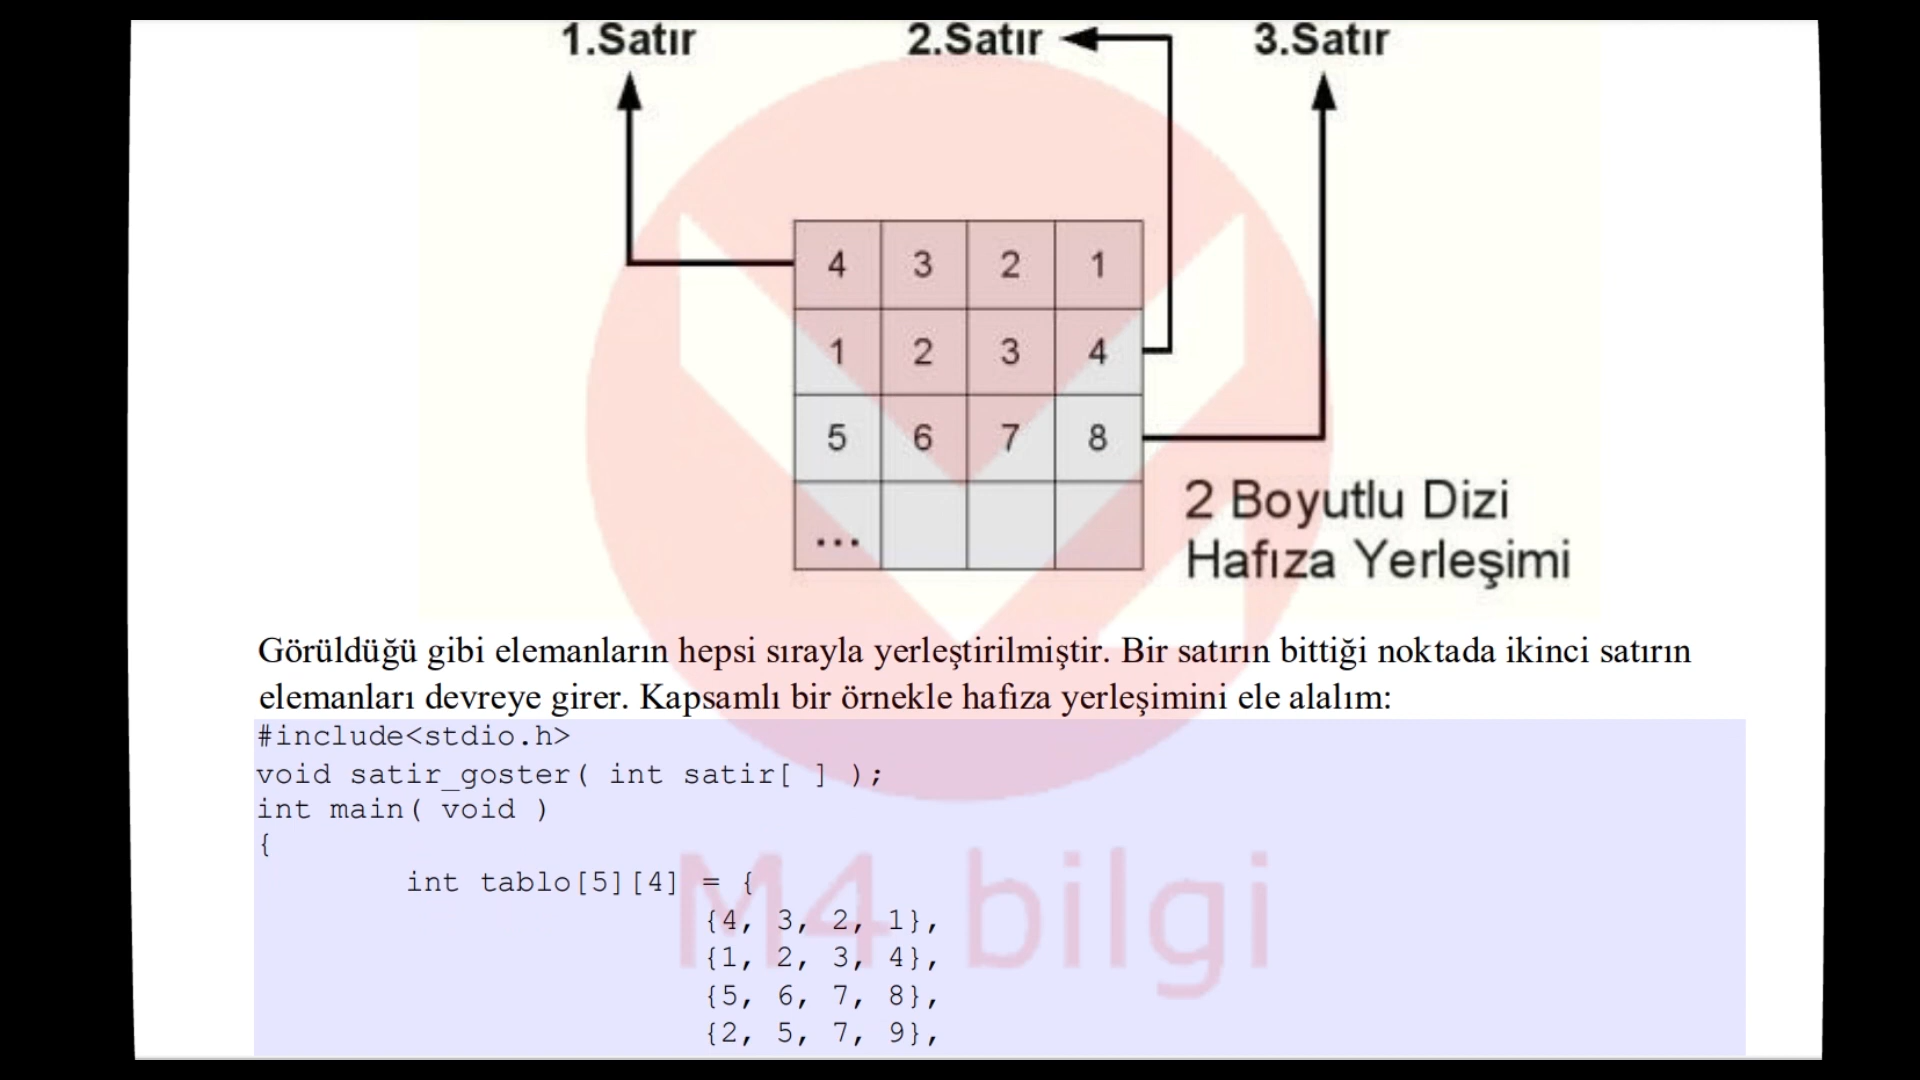 1.Satır 2.Satır 3.Satır
4 3 2 1
1 2 3 4
5 6 7 8
...
2 Boyutlu Dizi
Hafıza Yerleşimi
Görüldüğü gibi elemanların hepsi sırayla yerleştirilmiştir. Bir satırın bittiği noktada ikinci satırın
elemanları devreye girer. Kapsamlı bir örnekle hafıza yerleşimini ele alalım:
#include<stdio.h>
void satir_goster( int satir[ ] );
int main( void )
{
int tablo[5][4] = {
{4, 3, 2, 1},
{1, 2, 3, 4},
{5, 6, 7, 8},
{2, 5, 7, 9},
M4 bilgi